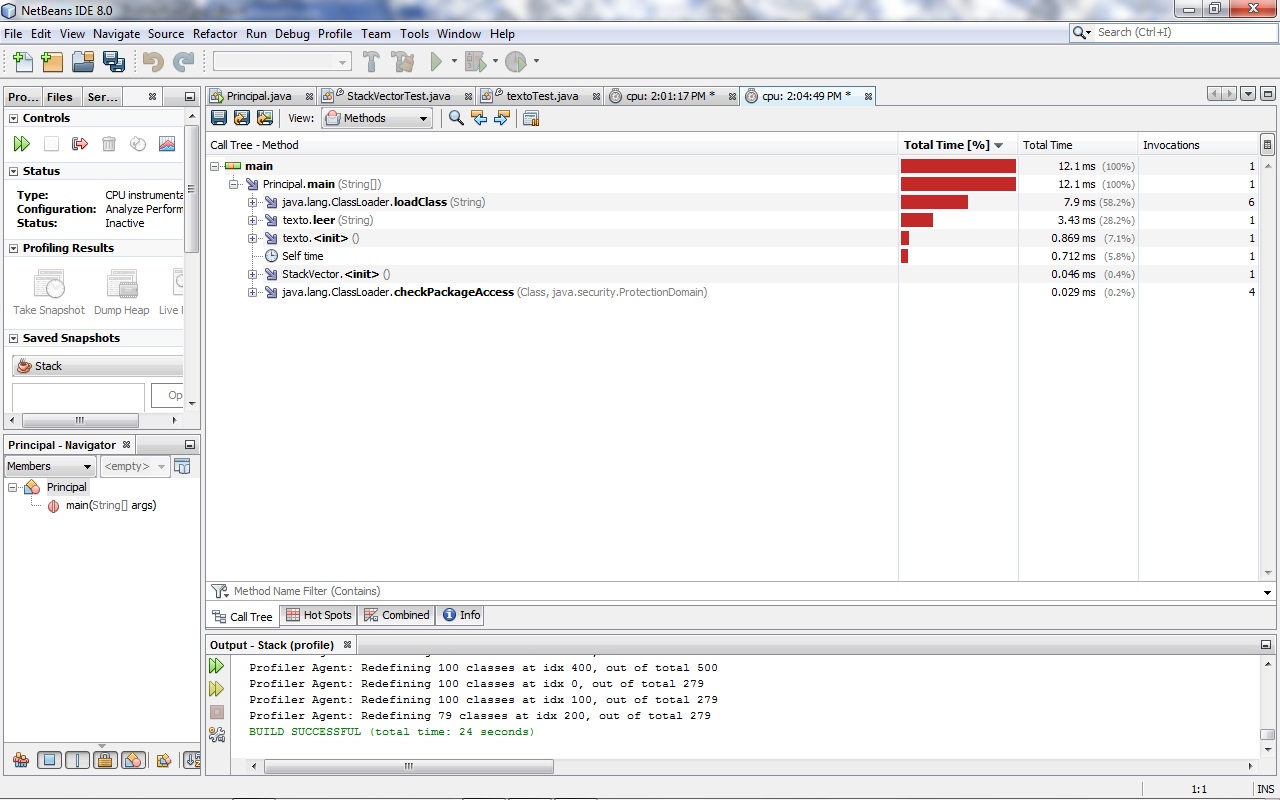 NetBeans IDE 8.0
File Edit View Navigate Source Refactor Run Debug Profile Team Tools Window Help
Search (Ctrl+I)
Pro... Files Ser...
Controls
Status
Type: CPU instrumenta
Configuration: Analyze Perform
Status: Inactive
Profiling Results
Take Snapshot Dump Heap Live
Saved Snapshots
Stack
Op
Principal - Navigator
Members <empty>
Principal
main(String[] args)
Principal.java StackVectorTest.java textoTest.java cpu: 2:01:17 PM * cpu: 2:04:49 PM *
View: Methods
Call Tree - Method Total Time [%] Total Time Invocations
main 12.1 ms (100%) 1
Principal.main (String[]) 12.1 ms (100%) 1
java.lang.ClassLoader.loadClass (String) 7.9 ms (58.2%) 6
texto.leer (String) 3.43 ms (28.2%) 1
texto.<init> () 0.869 ms (7.1%) 1
Self time 0.712 ms (5.8%) 1
StackVector.<init> () 0.046 ms (0.4%) 1
java.lang.ClassLoader.checkPackageAccess (Class, java.security.ProtectionDomain) 0.029 ms (0.2%) 4
Method Name Filter (Contains)
Call Tree Hot Spots Combined Info
Output - Stack (profile)
Profiler Agent: Redefining 100 classes at idx 400, out of total 500
Profiler Agent: Redefining 100 classes at idx 0, out of total 279
Profiler Agent: Redefining 100 classes at idx 100, out of total 279
Profiler Agent: Redefining 79 classes at idx 200, out of total 279
BUILD SUCCESSFUL (total time: 24 seconds)
1:1 INS